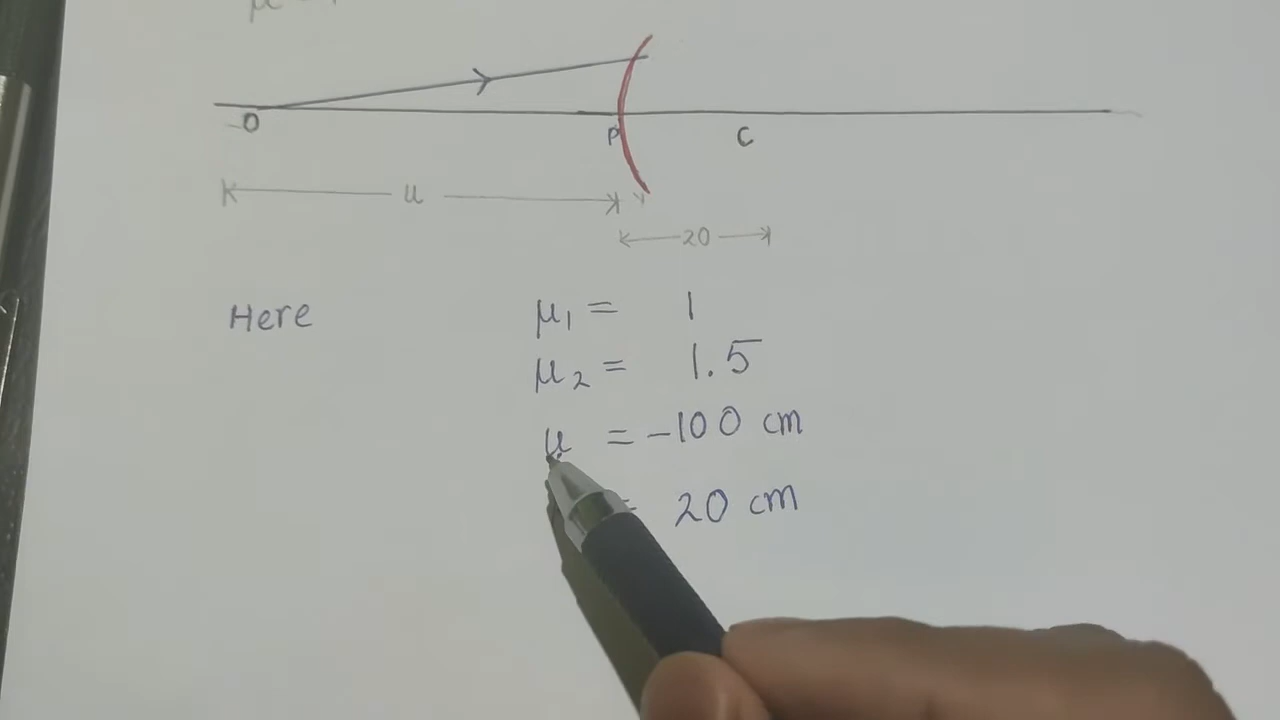 O P C
u
20
Here μ₁ = 1
μ₂ = 1.5
u = -100 cm
= 20 cm